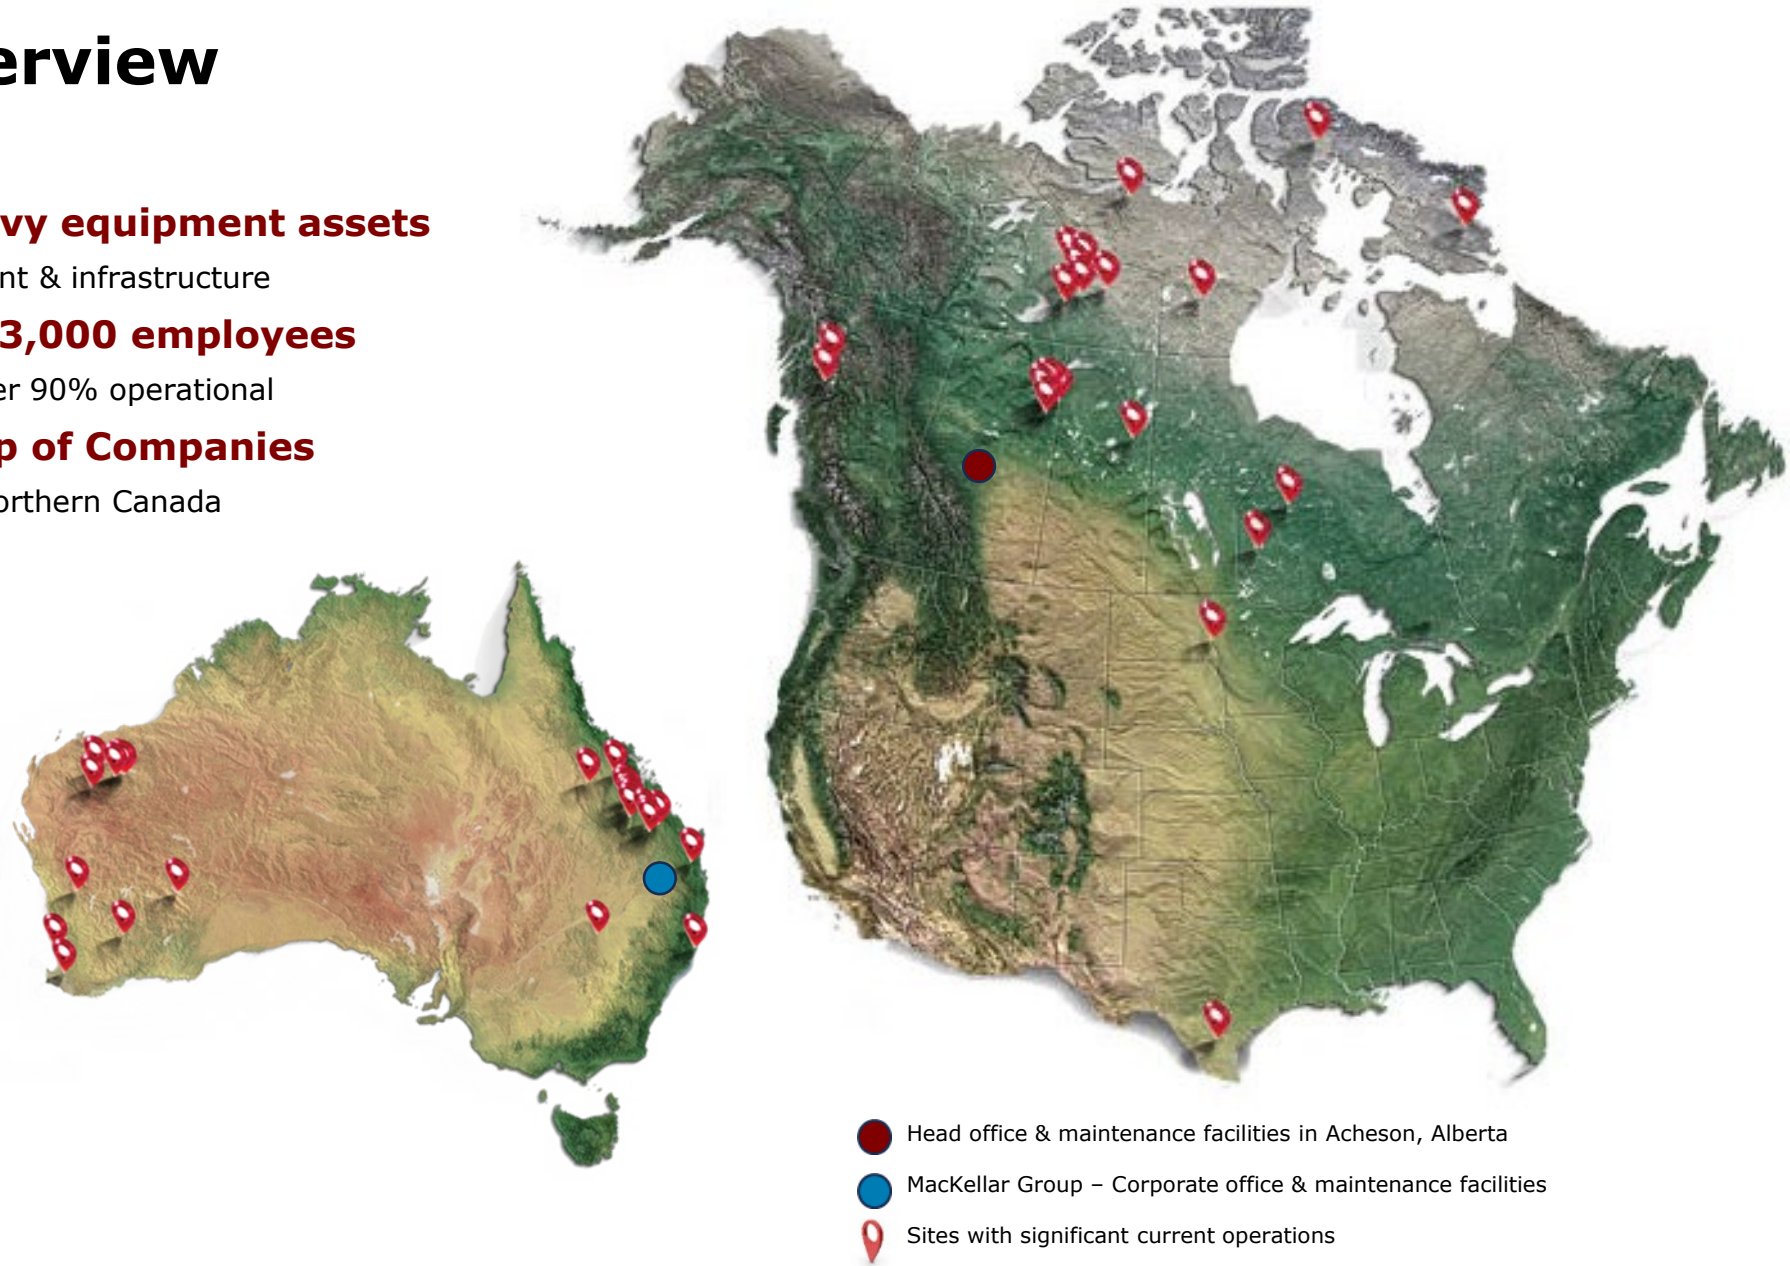 erview
vy equipment assets
nt & infrastructure
3,000 employees
er 90% operational
p of Companies
orthern Canada
Head office & maintenance facilities in Acheson, Alberta
MacKellar Group – Corporate office & maintenance facilities
Sites with significant current operations